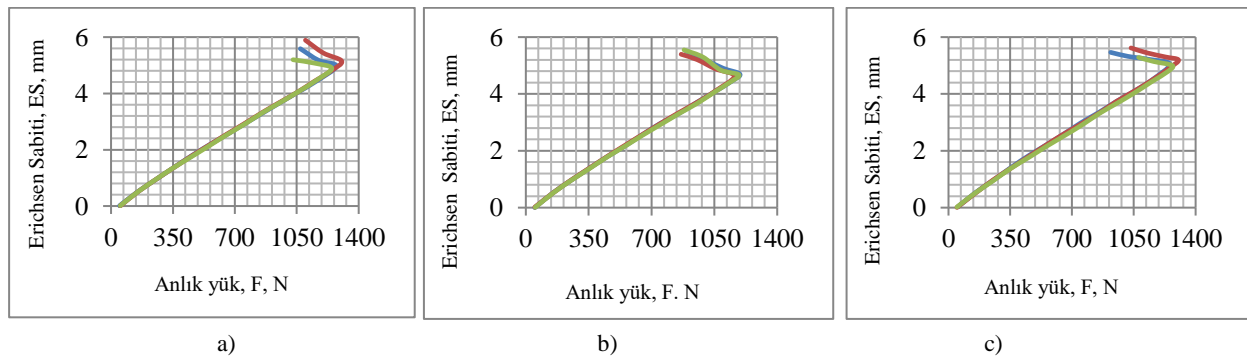 Erichsen Sabiti, ES, mm
6
4
2
0
0 350 700 1050 1400
Anlık yük, F, N
a)
Erichsen Sabiti, ES, mm
6
4
2
0
0 350 700 1050 1400
Anlık yük, F. N
b)
Erichsen Sabiti, ES, mm
6
4
2
0
0 350 700 1050 1400
Anlık yük, F, N
c)